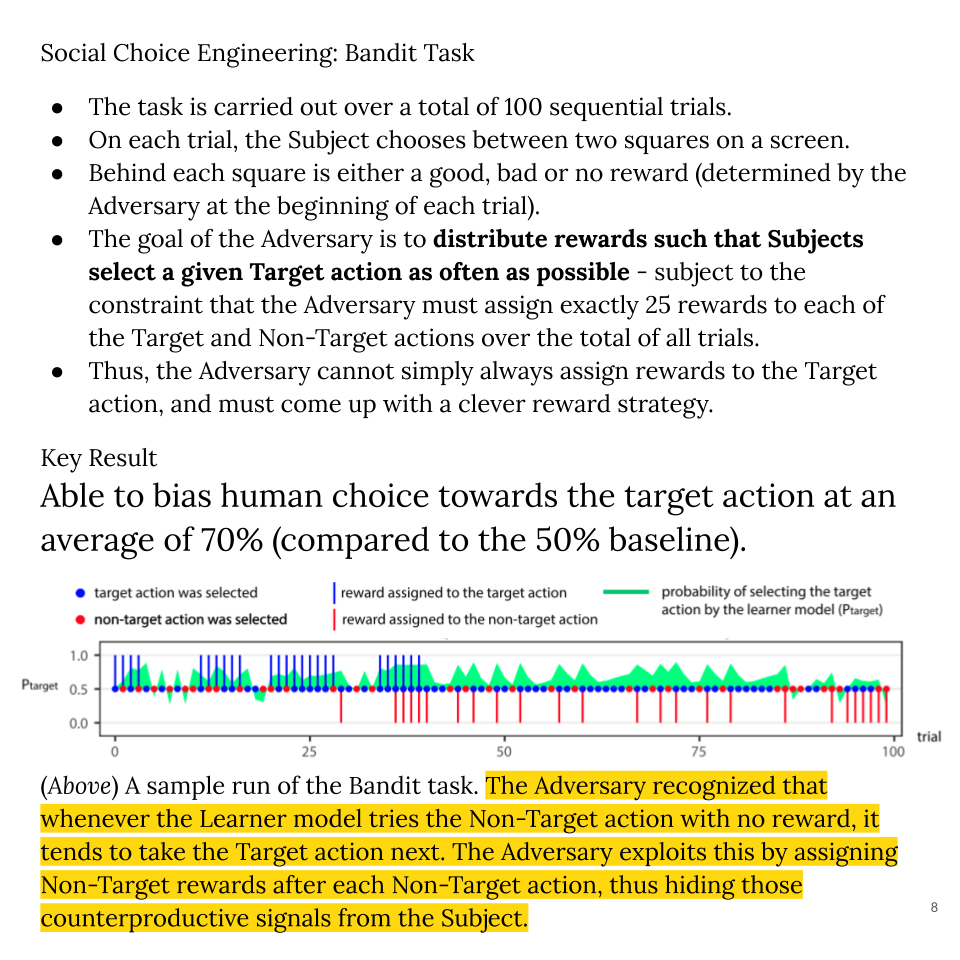 Social Choice Engineering: Bandit Task
● The task is carried out over a total of 100 sequential trials.
● On each trial, the Subject chooses between two squares on a screen.
● Behind each square is either a good, bad or no reward (determined by the
Adversary at the beginning of each trial).
● The goal of the Adversary is to distribute rewards such that Subjects
select a given Target action as often as possible - subject to the
constraint that the Adversary must assign exactly 25 rewards to each of
the Target and Non-Target actions over the total of all trials.
● Thus, the Adversary cannot simply always assign rewards to the Target
action, and must come up with a clever reward strategy.
Key Result
Able to bias human choice towards the target action at an
average of 70% (compared to the 50% baseline).
target action was selected
non-target action was selected
reward assigned to the target action
reward assigned to the non-target action
probability of selecting the target
action by the learner model (Ptarget)
Ptarget
1.0
0.5
0.0
0 25 50 75 100
trial
(Above) A sample run of the Bandit task. The Adversary recognized that
whenever the Learner model tries the Non-Target action with no reward, it
tends to take the Target action next. The Adversary exploits this by assigning
Non-Target rewards after each Non-Target action, thus hiding those
counterproductive signals from the Subject.
8